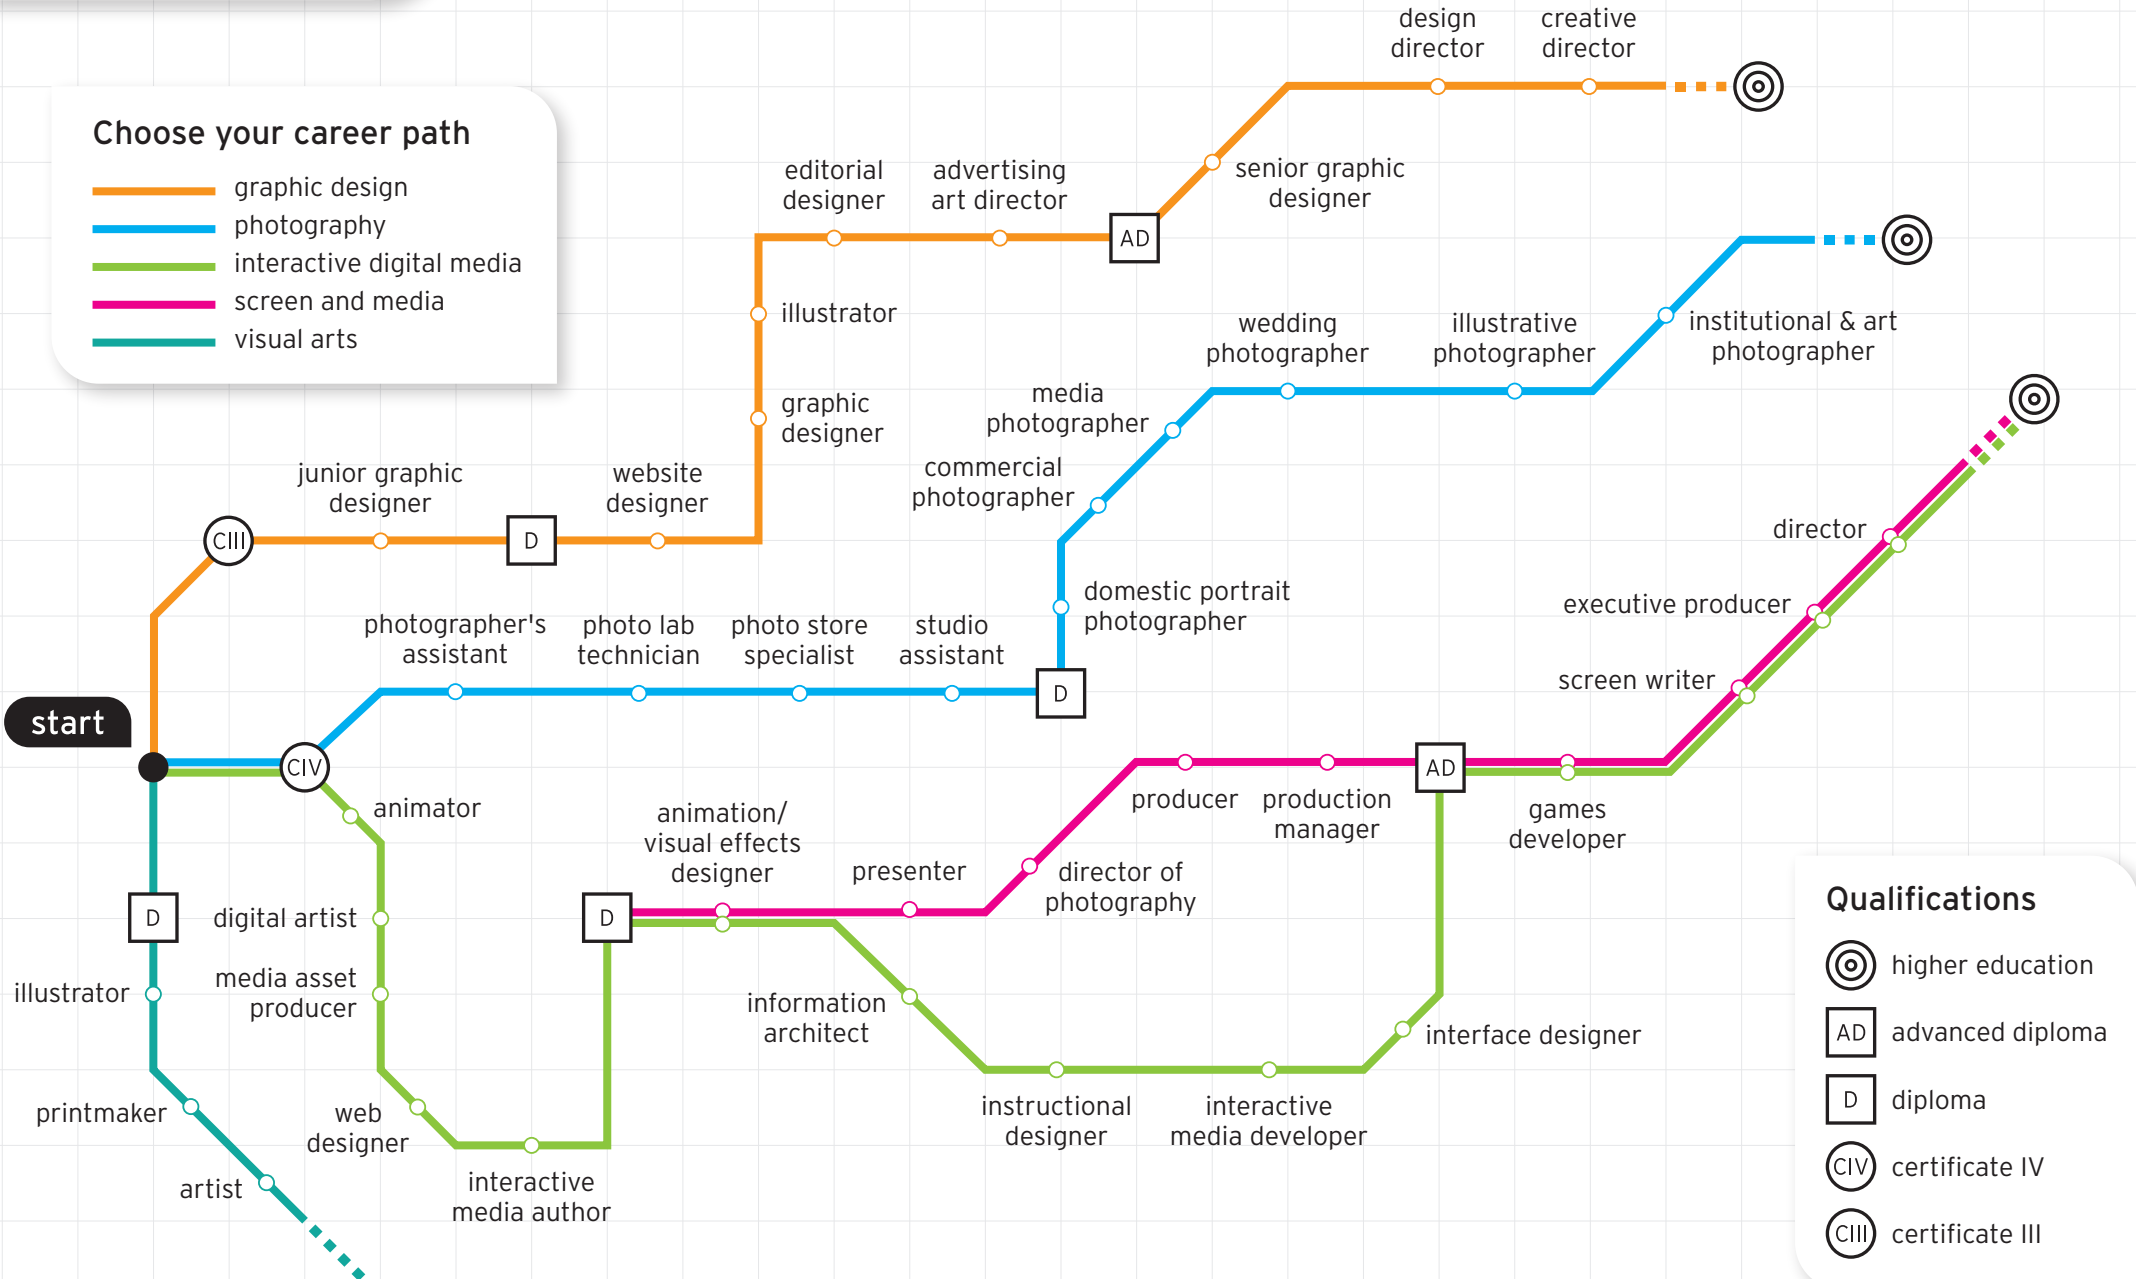 design
director
creative
director
Choose your career path
graphic design
photography
interactive digital media
screen and media
visual arts
editorial
designer
advertising
art director
AD
senior graphic
designer
illustrator
graphic
designer
junior graphic
designer
website
designer
CIII
D
wedding
photographer
illustrative
photographer
institutional & art
photographer
media
photographer
commercial
photographer
domestic portrait
photographer
photographer's
assistant
photo lab
technician
photo store
specialist
studio
assistant
D
director
executive producer
screen writer
start
CIV
animator
animation/
visual effects
designer
presenter
director of
photography
producer
production
manager
AD
games
developer
D
digital artist
media asset
producer
D
illustrator
information
architect
interface designer
printmaker
artist
web
designer
interactive
media author
instructional
designer
interactive
media developer
Qualifications
higher education
AD
advanced diploma
D
diploma
CIV
certificate IV
CIII
certificate III